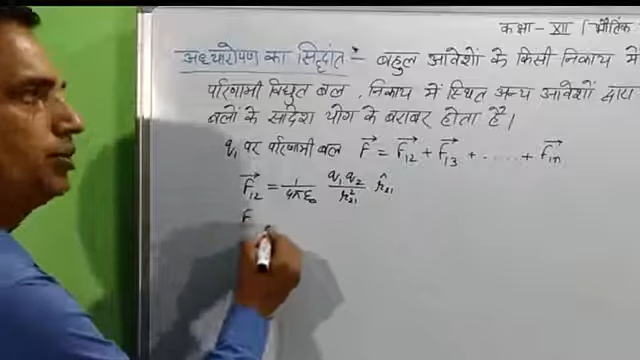 कक्षा - XII | भौतिक
अध्यारोपण का सिद्धांत :- बहुल आवेशों के किसी निकाय में
परिणामी विद्युत बल, निकाय में स्थित अन्य आवेशों द्वारा
बलों के सदिश योग के बराबर होता है।
q₁ पर परिणामी बल F⃗ = F⃗₁₂ + F⃗₁₃ + ..... + F⃗₁ₙ
F⃗₁₂ = 1/4πε₀ q₁q₂/r²₂₁ r̂₂₁
F